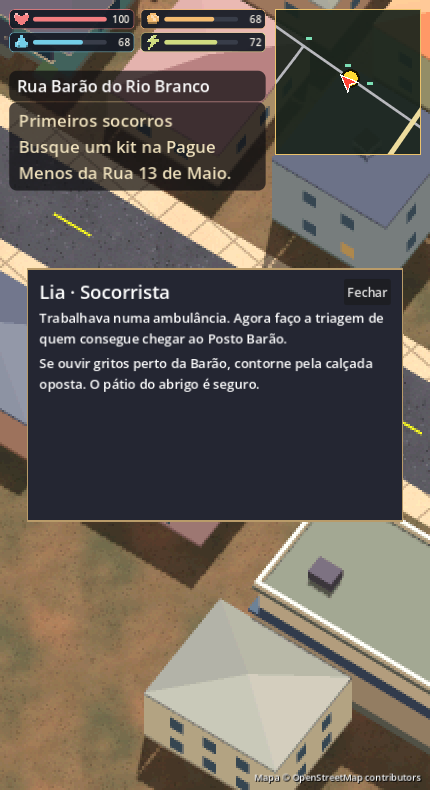 100
68
68
72
Rua Barão do Rio Branco
Primeiros socorros
Busque um kit na Pague
Menos da Rua 13 de Maio.
Lia · Socorrista
Fechar
Trabalhava numa ambulância. Agora faço a triagem de
quem consegue chegar ao Posto Barão.
Se ouvir gritos perto da Barão, contorne pela calçada
oposta. O pátio do abrigo é seguro.
Mapa © OpenStreetMap contributors